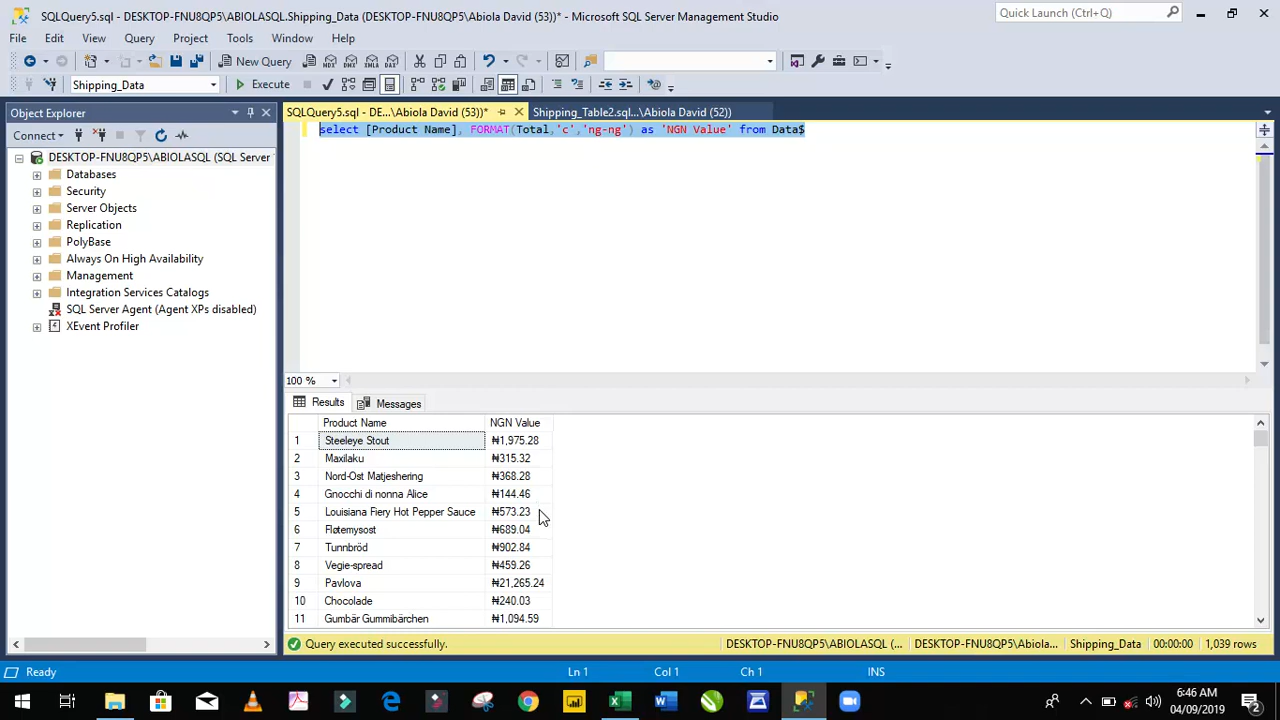 SQLQuery5.sql - DESKTOP-FNU8QP5\ABIOLASQL.Shipping_Data (DESKTOP-FNU8QP5\Abiola David (53))* - Microsoft SQL Server Management Studio
Quick Launch (Ctrl+Q)
File Edit View Query Project Tools Window Help
New Query
MDX DMX XMLA DAX
Shipping_Data
Execute
Object Explorer
SQLQuery5.sql - DE...\Abiola David (53))*
Shipping_Table2.sql...\Abiola David (52))
Connect
select [Product Name], FORMAT(Total,'c','ng-ng') as 'NGN Value' from Data$
DESKTOP-FNU8QP5\ABIOLASQL (SQL Server
Databases
Security
Server Objects
Replication
PolyBase
Always On High Availability
Management
Integration Services Catalogs
SQL Server Agent (Agent XPs disabled)
XEvent Profiler
100 %
Results Messages
Product Name NGN Value
1 Steeleye Stout ₦1,975.28
2 Maxilaku ₦315.32
3 Nord-Ost Matjeshering ₦368.28
4 Gnocchi di nonna Alice ₦144.46
5 Louisiana Fiery Hot Pepper Sauce ₦573.23
6 Fløtemysost ₦689.04
7 Tunnbröd ₦902.84
8 Vegie-spread ₦459.26
9 Pavlova ₦21,265.24
10 Chocolade ₦240.03
11 Gumbär Gummibärchen ₦1,094.59
Query executed successfully.
DESKTOP-FNU8QP5\ABIOLASQL (... DESKTOP-FNU8QP5\Abiola... Shipping_Data 00:00:00 1,039 rows
Ready Ln 1 Col 1 Ch 1 INS
6:46 AM
04/09/2019
2